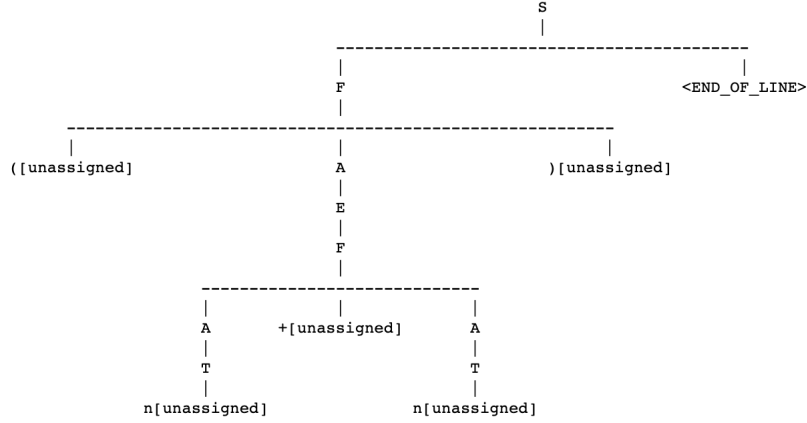 S
F <END_OF_LINE>
([unassigned] A )[unassigned]
E
F
A +[unassigned] A
T T
n[unassigned] n[unassigned]